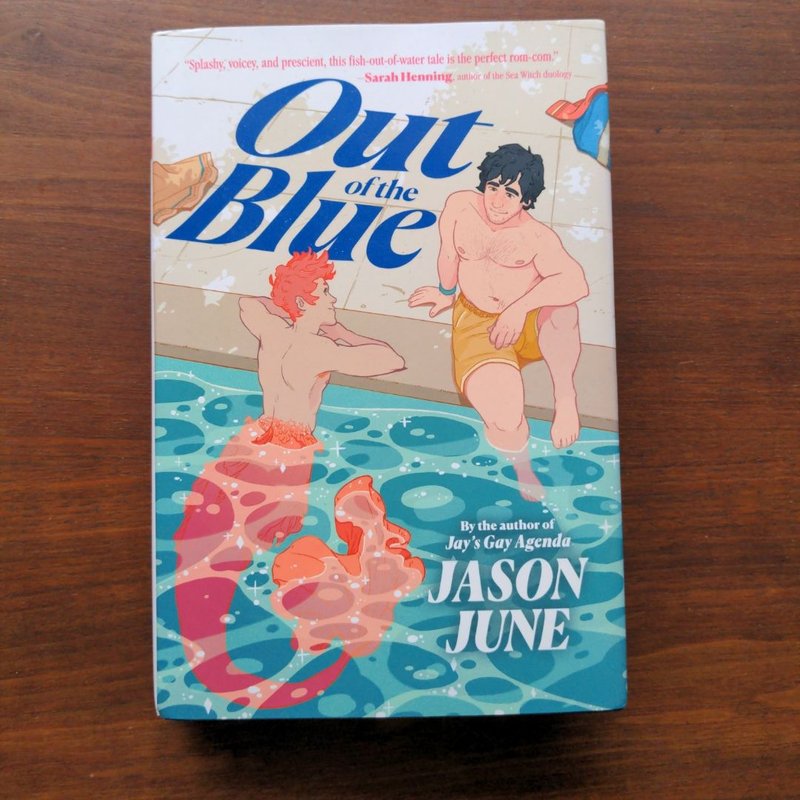 “Splashy, voicey, and prescient, this fish-out-of-water tale is the perfect rom-com.”
—Sarah Henning, author of the Sea Witch duology
Out
of the
Blue
By the author of
Jay's Gay Agenda
JASON
JUNE